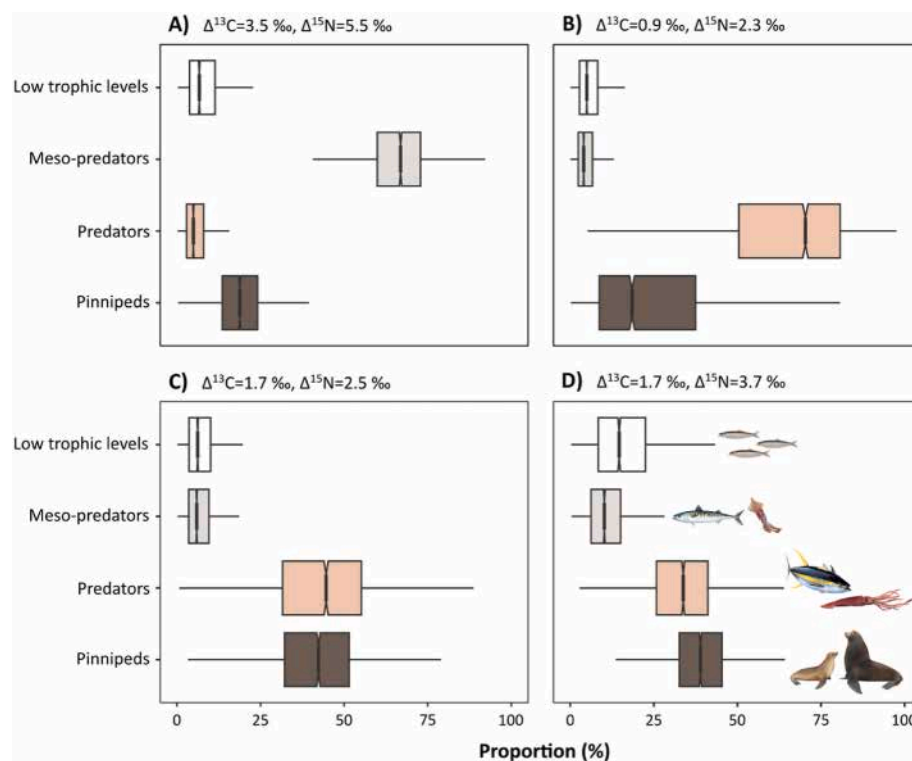 A) Δ¹³C=3.5 ‰, Δ¹⁵N=5.5 ‰
B) Δ¹³C=0.9 ‰, Δ¹⁵N=2.3 ‰
Low trophic levels
Meso-predators
Predators
Pinnipeds
C) Δ¹³C=1.7 ‰, Δ¹⁵N=2.5 ‰
D) Δ¹³C=1.7 ‰, Δ¹⁵N=3.7 ‰
Low trophic levels
Meso-predators
Predators
Pinnipeds
0 25 50 75 100
0 25 50 75 100
Proportion (%)